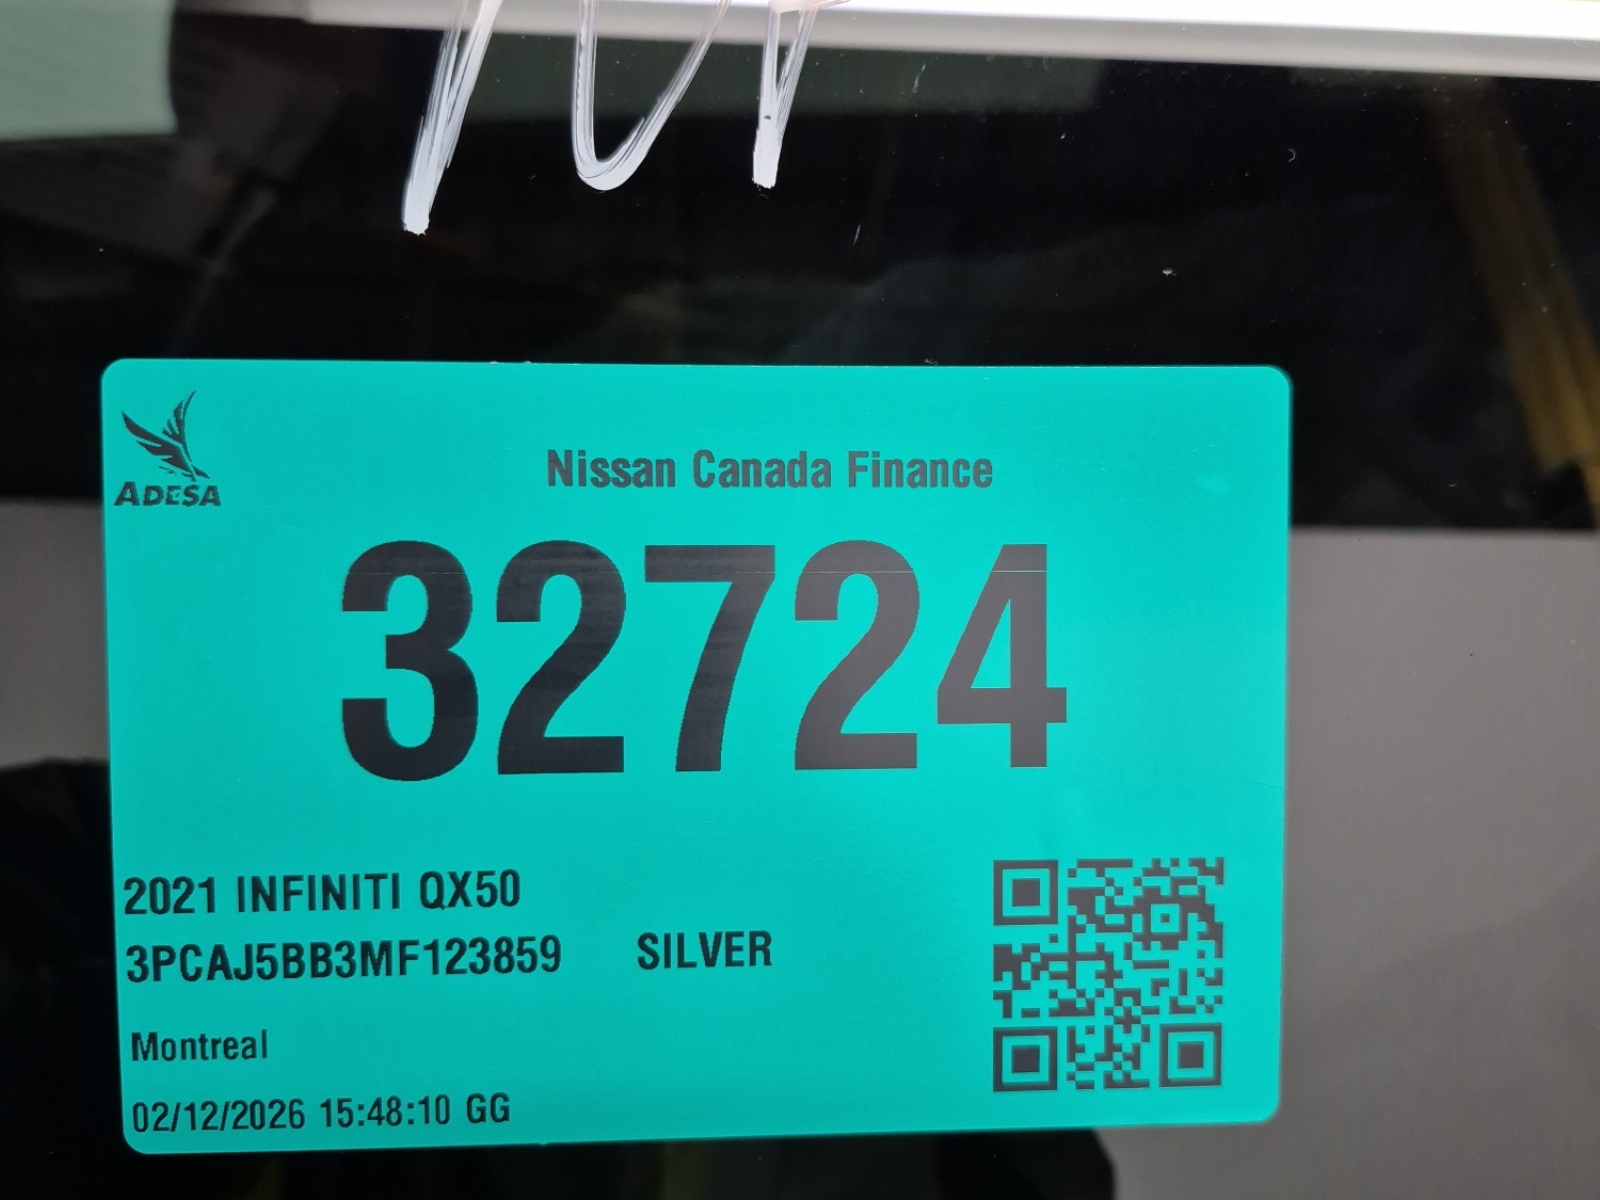 ADESA
Nissan Canada Finance
32724
2021 INFINITI QX50
3PCAJ5BB3MF123859 SILVER
Montreal
02/12/2026 15:48:10 GG